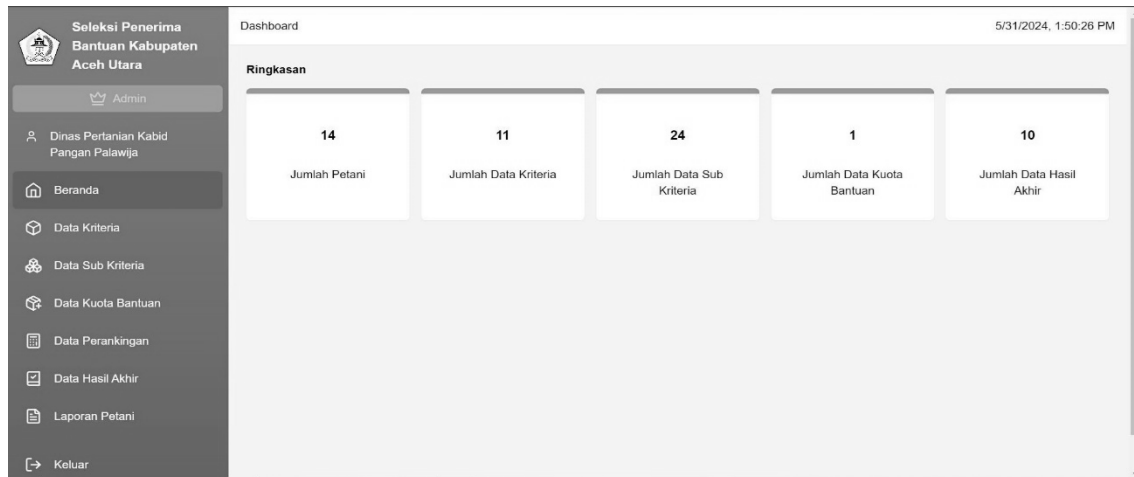 Seleksi Penerima
Bantuan Kabupaten
Aceh Utara
Admin
Dinas Pertanian Kabid
Pangan Palawija
Beranda
Data Kriteria
Data Sub Kriteria
Data Kuota Bantuan
Data Perankingan
Data Hasil Akhir
Laporan Petani
Keluar
Dashboard
5/31/2024, 1:50:26 PM
Ringkasan
14
Jumlah Petani
11
Jumlah Data Kriteria
24
Jumlah Data Sub
Kriteria
1
Jumlah Data Kuota
Bantuan
10
Jumlah Data Hasil
Akhir